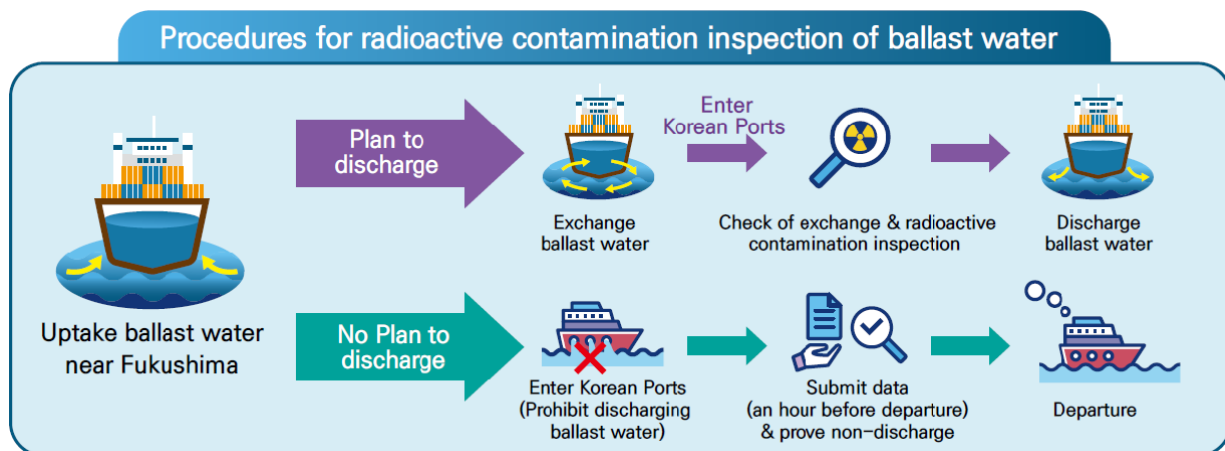 Procedures for radioactive contamination inspection of ballast water
Uptake ballast water
near Fukushima
Plan to
discharge
Exchange
ballast water
Enter
Korean Ports
Check of exchange & radioactive
contamination inspection
Discharge
ballast water
No Plan to
discharge
Enter Korean Ports
(Prohibit discharging
ballast water)
Submit data
(an hour before departure)
& prove non-discharge
Departure